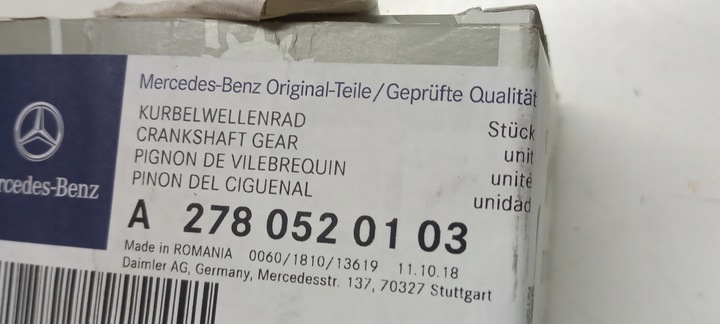 Mercedes-Benz Original-Teile/Geprüfte Qualität
KURBELWELLENRAD
CRANKSHAFT GEAR
PIGNON DE VILEBREQUIN
PINON DEL CIGUENAL
Stück
unit
unité
unidad
rcedes-Benz
A 278 052 01 03
Made in ROMANIA 0060/1810/13619 11.10.18
Daimler AG, Germany, Mercedesstr. 137, 70327 Stuttgart